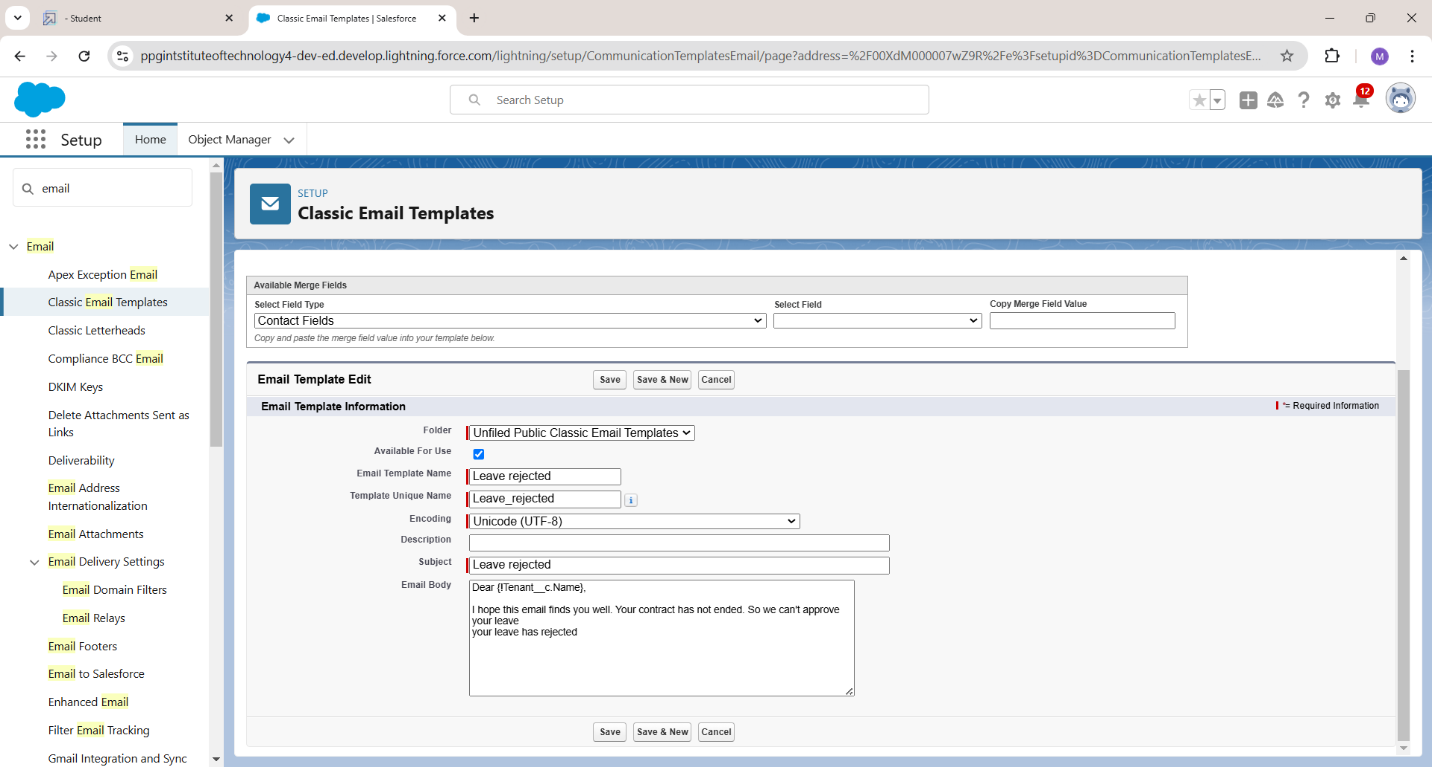 - Student
Classic Email Templates | Salesforce
ppgintstituteoftechnology4-dev-ed.develop.lightning.force.com/lightning/setup/CommunicationTemplatesEmail/page?address=%2F00XdM000007wZ9R%2Fe%3Fsetupid%3DCommunicationTemplatesE...
M
Search Setup
12
Setup
Home
Object Manager
email
Email
Apex Exception Email
Classic Email Templates
Classic Letterheads
Compliance BCC Email
DKIM Keys
Delete Attachments Sent as
Links
Deliverability
Email Address
Internationalization
Email Attachments
Email Delivery Settings
Email Domain Filters
Email Relays
Email Footers
Email to Salesforce
Enhanced Email
Filter Email Tracking
Gmail Integration and Sync
SETUP
Classic Email Templates
Available Merge Fields
Select Field Type Select Field Copy Merge Field Value
Contact Fields
Copy and paste the merge field value into your template below.
Email Template Edit Save Save & New Cancel
Email Template Information *= Required Information
Folder Unfiled Public Classic Email Templates
Available For Use
Email Template Name Leave rejected
Template Unique Name Leave_rejected i
Encoding Unicode (UTF-8)
Description
Subject Leave rejected
Email Body Dear {!Tenant__c.Name},
I hope this email finds you well. Your contract has not ended. So we can't approve
your leave
your leave has rejected
Save Save & New Cancel